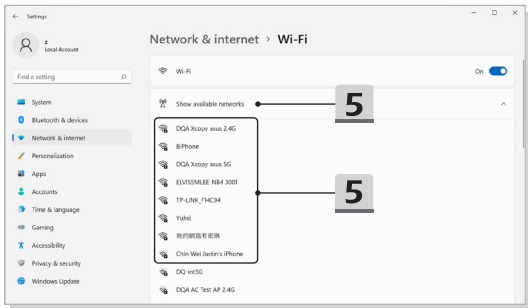 Settings
z
Local Account
Find a setting
System
Bluetooth & devices
Network & internet
Personalization
Apps
Accounts
Time & language
Gaming
Accessibility
Privacy & security
Windows Update
Network & internet > Wi-Fi
Wi-Fi
On
Show available networks
5
DQA Xcopy asus 2.4G
BiPhone
DQA Xcopy asus 5G
ELVISSMLEE-NB4 3001
TP-LINK_F14C94
5
Yuhsi
我的網路有密碼
Chin Wei Justin's iPhone
DQ-int5G
DQA AC Test AP 2.4G